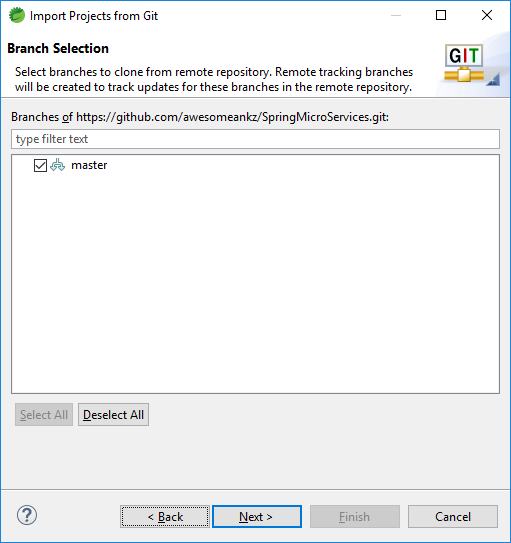 Import Projects from Git
Branch Selection
GIT
Select branches to clone from remote repository. Remote tracking branches
will be created to track updates for these branches in the remote repository.
Branches of https://github.com/awesomeankz/SpringMicroServices.git:
type filter text
master
Select All
Deselect All
?
< Back
Next >
Finish
Cancel